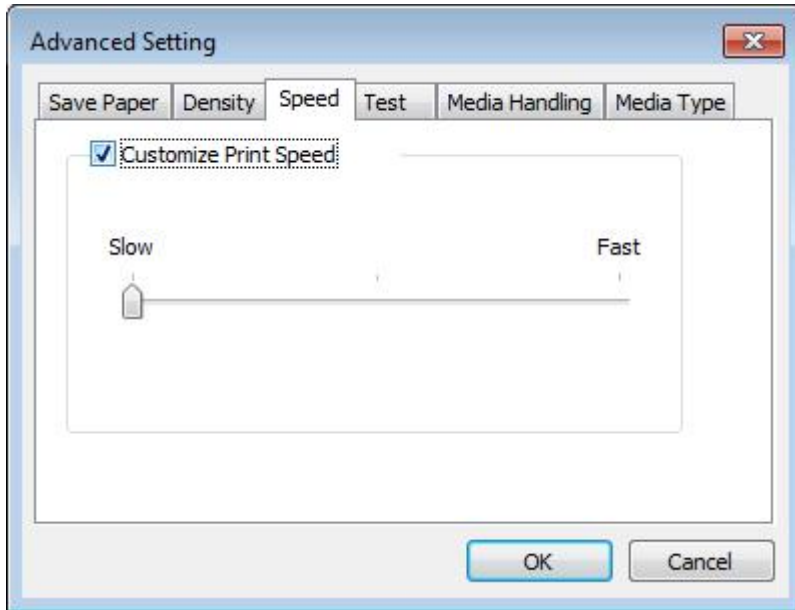 Advanced Setting
Save Paper Density Speed Test Media Handling Media Type
Customize Print Speed
Slow Fast
OK Cancel